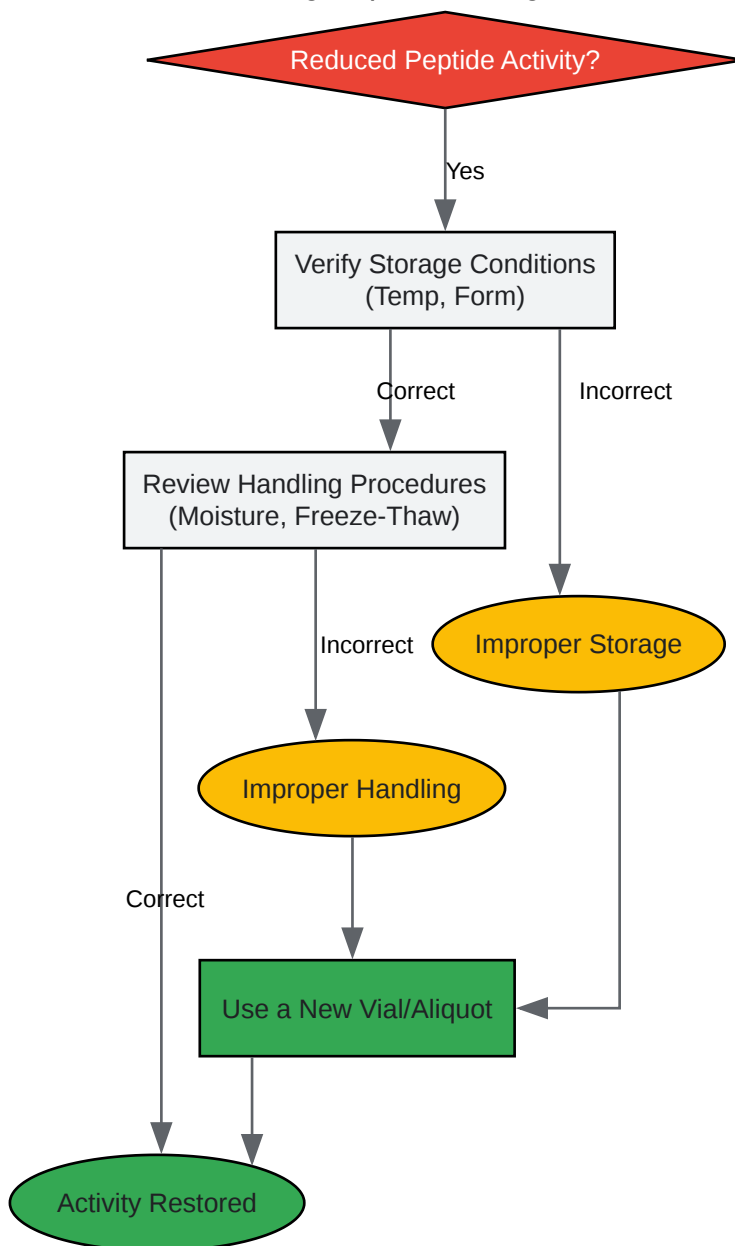 Reduced Peptide Activity?
Yes
Verify Storage Conditions
(Temp, Form)
Correct
Incorrect
Review Handling Procedures
(Moisture, Freeze-Thaw)
Incorrect
Improper Storage
Improper Handling
Correct
Use a New Vial/Aliquot
Activity Restored